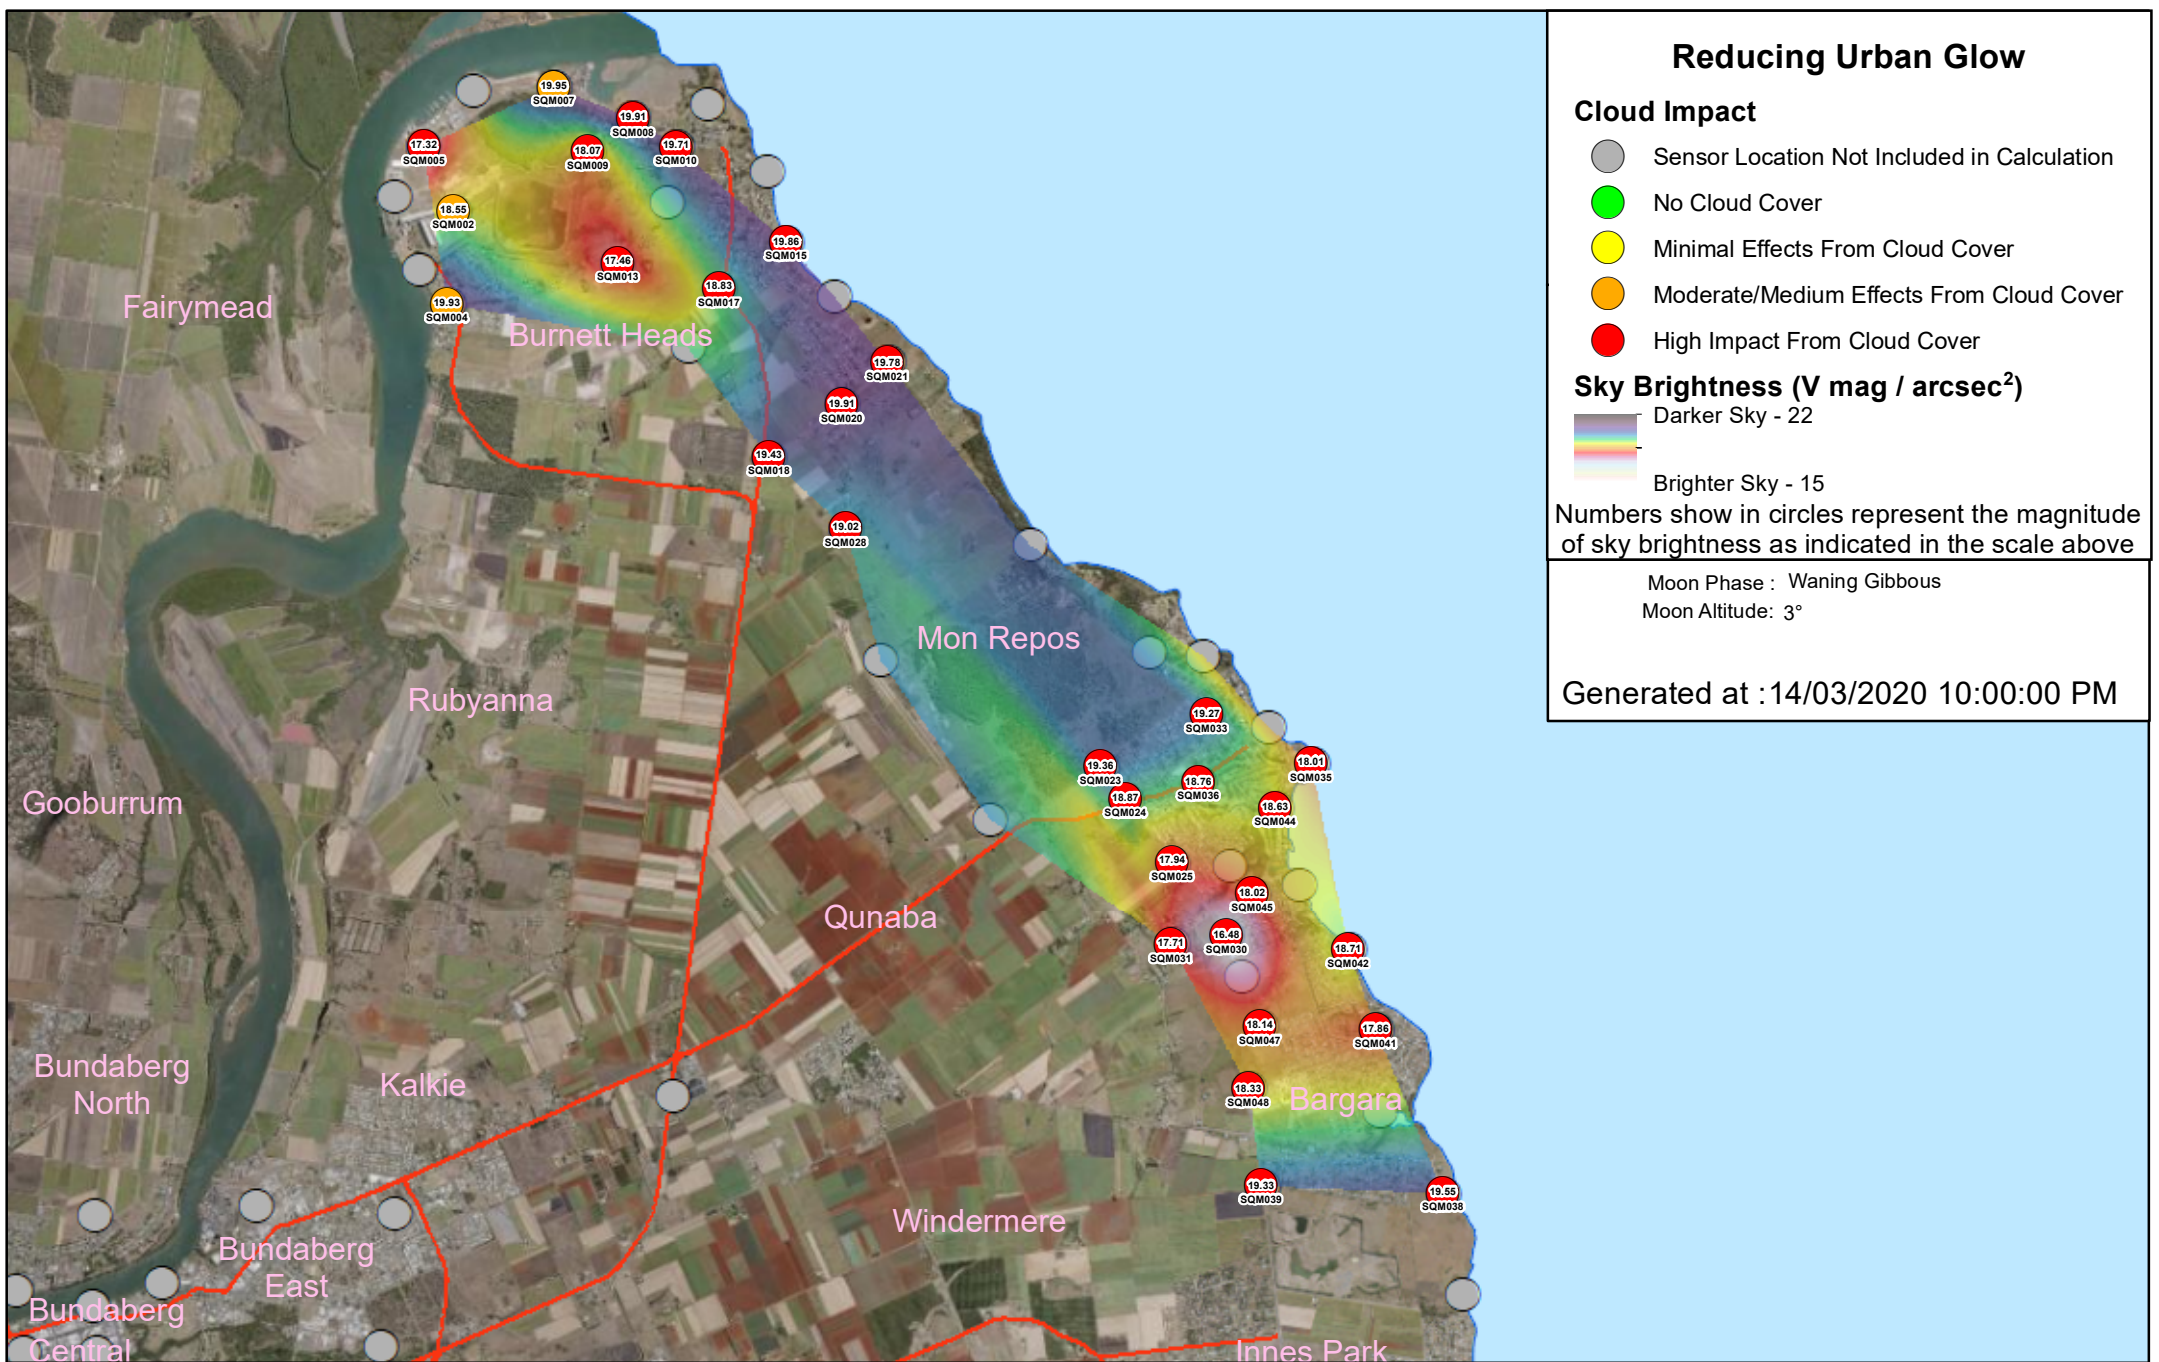 Reducing Urban Glow
Cloud Impact
Sensor Location Not Included in Calculation
No Cloud Cover
Minimal Effects From Cloud Cover
Moderate/Medium Effects From Cloud Cover
High Impact From Cloud Cover
Sky Brightness (V mag / arcsec²)
Darker Sky - 22
Brighter Sky - 15
Numbers show in circles represent the magnitude
of sky brightness as indicated in the scale above
Moon Phase : Waning Gibbous
Moon Altitude: 3°
Generated at :14/03/2020 10:00:00 PM
19.95
SQM007
19.91
SQM008
17.32
SQM005
18.07
SQM009
19.71
SQM010
18.55
SQM002
19.86
SQM015
17.46
SQM013
18.83
SQM017
19.93
SQM004
Fairymead
Burnett Heads
19.78
SQM021
19.91
SQM020
19.43
SQM018
19.02
SQM028
Mon Repos
Rubyanna
19.27
SQM033
19.36
SQM023
18.76
SQM036
18.01
SQM035
18.87
SQM024
18.63
SQM044
Gooburrum
17.94
SQM025
18.02
SQM045
Qunaba
16.48
SQM030
17.71
SQM031
18.71
SQM042
18.14
SQM047
17.86
SQM041
Bundaberg
North
Kalkie
18.33
SQM048
Bargara
19.33
SQM039
19.55
SQM038
Windermere
Bundaberg
East
Bundaberg
Central
Innes Park